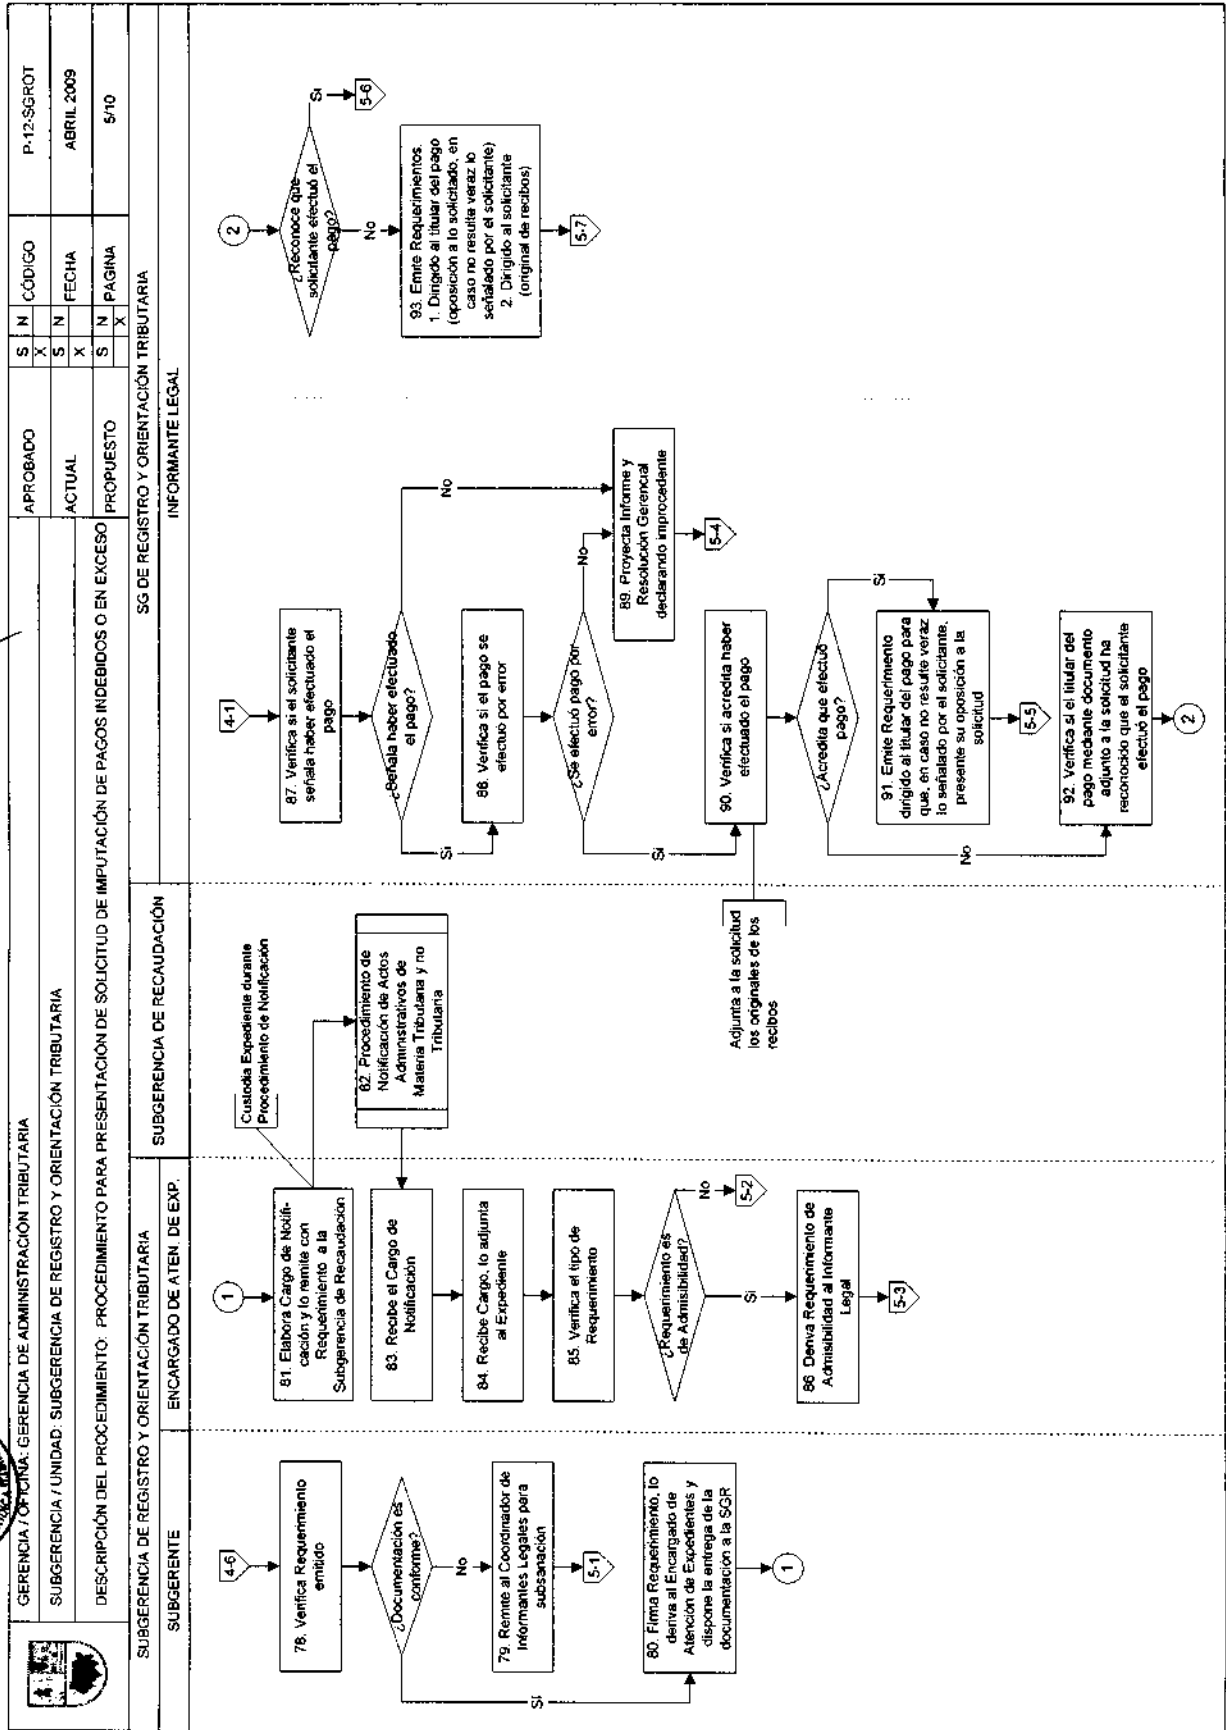 GERENCIA / OFICINA: GERENCIA DE ADMINISTRACIÓN TRIBUTARIA
SUBGERENCIA / UNIDAD: SUBGERENCIA DE REGISTRO Y ORIENTACIÓN TRIBUTARIA
DESCRIPCIÓN DEL PROCEDIMIENTO: PROCEDIMIENTO PARA PRESENTACIÓN DE SOLICITUD DE IMPUTACIÓN DE PAGOS INDEBIDOS O EN EXCESO
APROBADO S N CÓDIGO P-12-SGROT
X
ACTUAL S N FECHA ABRIL 2009
X
PROPUESTO S N PAGINA 5/10
X
SUBGERENCIA DE REGISTRO Y ORIENTACIÓN TRIBUTARIA
SUBGERENCIA DE RECAUDACIÓN
SG DE REGISTRO Y ORIENTACIÓN TRIBUTARIA
SUBGERENTE
ENCARGADO DE ATEN. DE EXP.
INFORMANTE LEGAL
4-6
78. Verifica Requerimiento
emitido
¿Documentación es
conforme?
No
79. Remite al Coordinador de
Informantes Legales para
subsanación
5-1
Si
80. Firma Requerimiento, lo
deriva al Encargado de
Atención de Expedientes y
dispone la entrega de la
documentación a la SGR
1
1
81. Elabora Cargo de Notifi-
cación y lo remite con
Requerimiento a la
Subgerencia de Recaudación
Custodia Expediente durante
Procedimiento de Notificación
82. Procedimiento de
Notificación de Actos
Administrativos de
Materia Tributaria y no
Tributaria
83. Recibe el Cargo de
Notificación
84. Recibe Cargo, lo adjunta
al Expediente
85. Verifica el tipo de
Requerimiento
¿Requerimiento es
de Admisibilidad?
No
5-2
Si
86 Deriva Requerimiento de
Admisibilidad al Informante
Legal
5-3
4-1
87. Verifica si el solicitante
señala haber efectuado el
pago
¿Señala haber efectuado
el pago?
No
Si
88. Verifica si el pago se
efectuó por error
¿Se efectuó pago por
error?
No
Si
89. Proyecta Informe y
Resolución Gerencial
declarando improcedente
5-4
90. Verifica si acredita haber
efectuado el pago
Adjunta a la solicitud
los originales de los
recibos
¿Acredita que efectuó
pago?
Si
No
91. Emite Requerimiento
dirigido al titular del pago para
que, en caso no resulte veraz
lo señalado por el solicitante,
presente su oposición a la
solicitud
5-5
92. Verifica si el titular del
pago mediante documento
adjunto a la solicitud ha
reconocido que el solicitante
efectuó el pago
2
2
¿Reconoce que
solicitante efectuó el
pago?
Si
5-6
No
93. Emite Requerimientos.
1. Dirigido al titular del pago
(oposición a lo solicitado, en
caso no resulte veraz lo
señalado por el solicitante)
2. Dirigido al solicitante
(original de recibos)
5-7